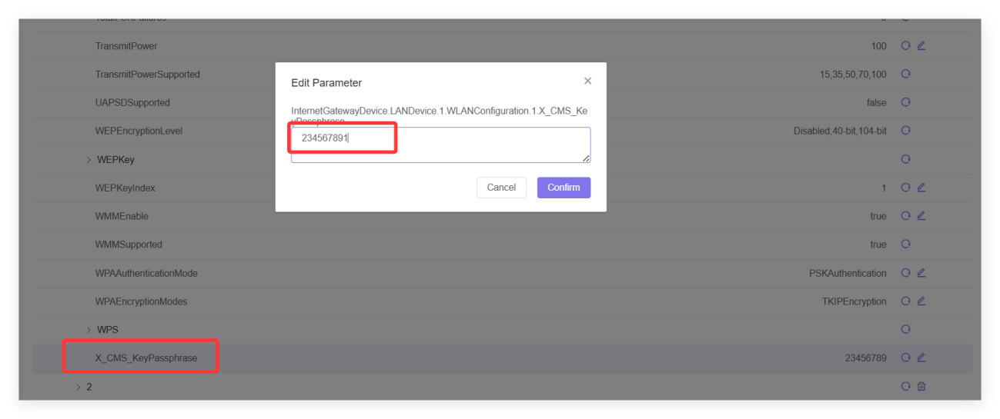 TransmitPower 100
TransmitPowerSupported 15,35,50,70,100
Edit Parameter
UAPSDSupported false
InternetGatewayDevice.LANDevice.1.WLANConfiguration.1.X_CMS_Ke
yPassphrase
WEPEncryptionLevel Disabled,40-bit,104-bit
234567891
WEPKey
WEPKeyIndex 1
Cancel Confirm
WMMEnable true
WMMSupported true
WPAAuthenticationMode PSKAuthentication
WPAEncryptionModes TKIPEncryption
WPS
X_CMS_KeyPassphrase 23456789
2